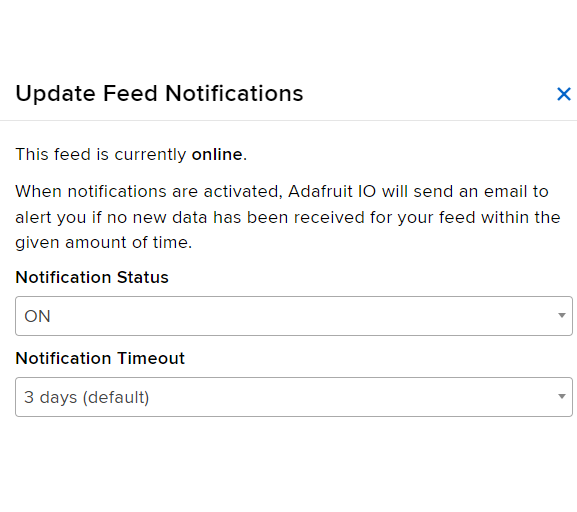 Update Feed Notifications
This feed is currently online.
When notifications are activated, Adafruit IO will send an email to
alert you if no new data has been received for your feed within the
given amount of time.
Notification Status
ON
Notification Timeout
3 days (default)